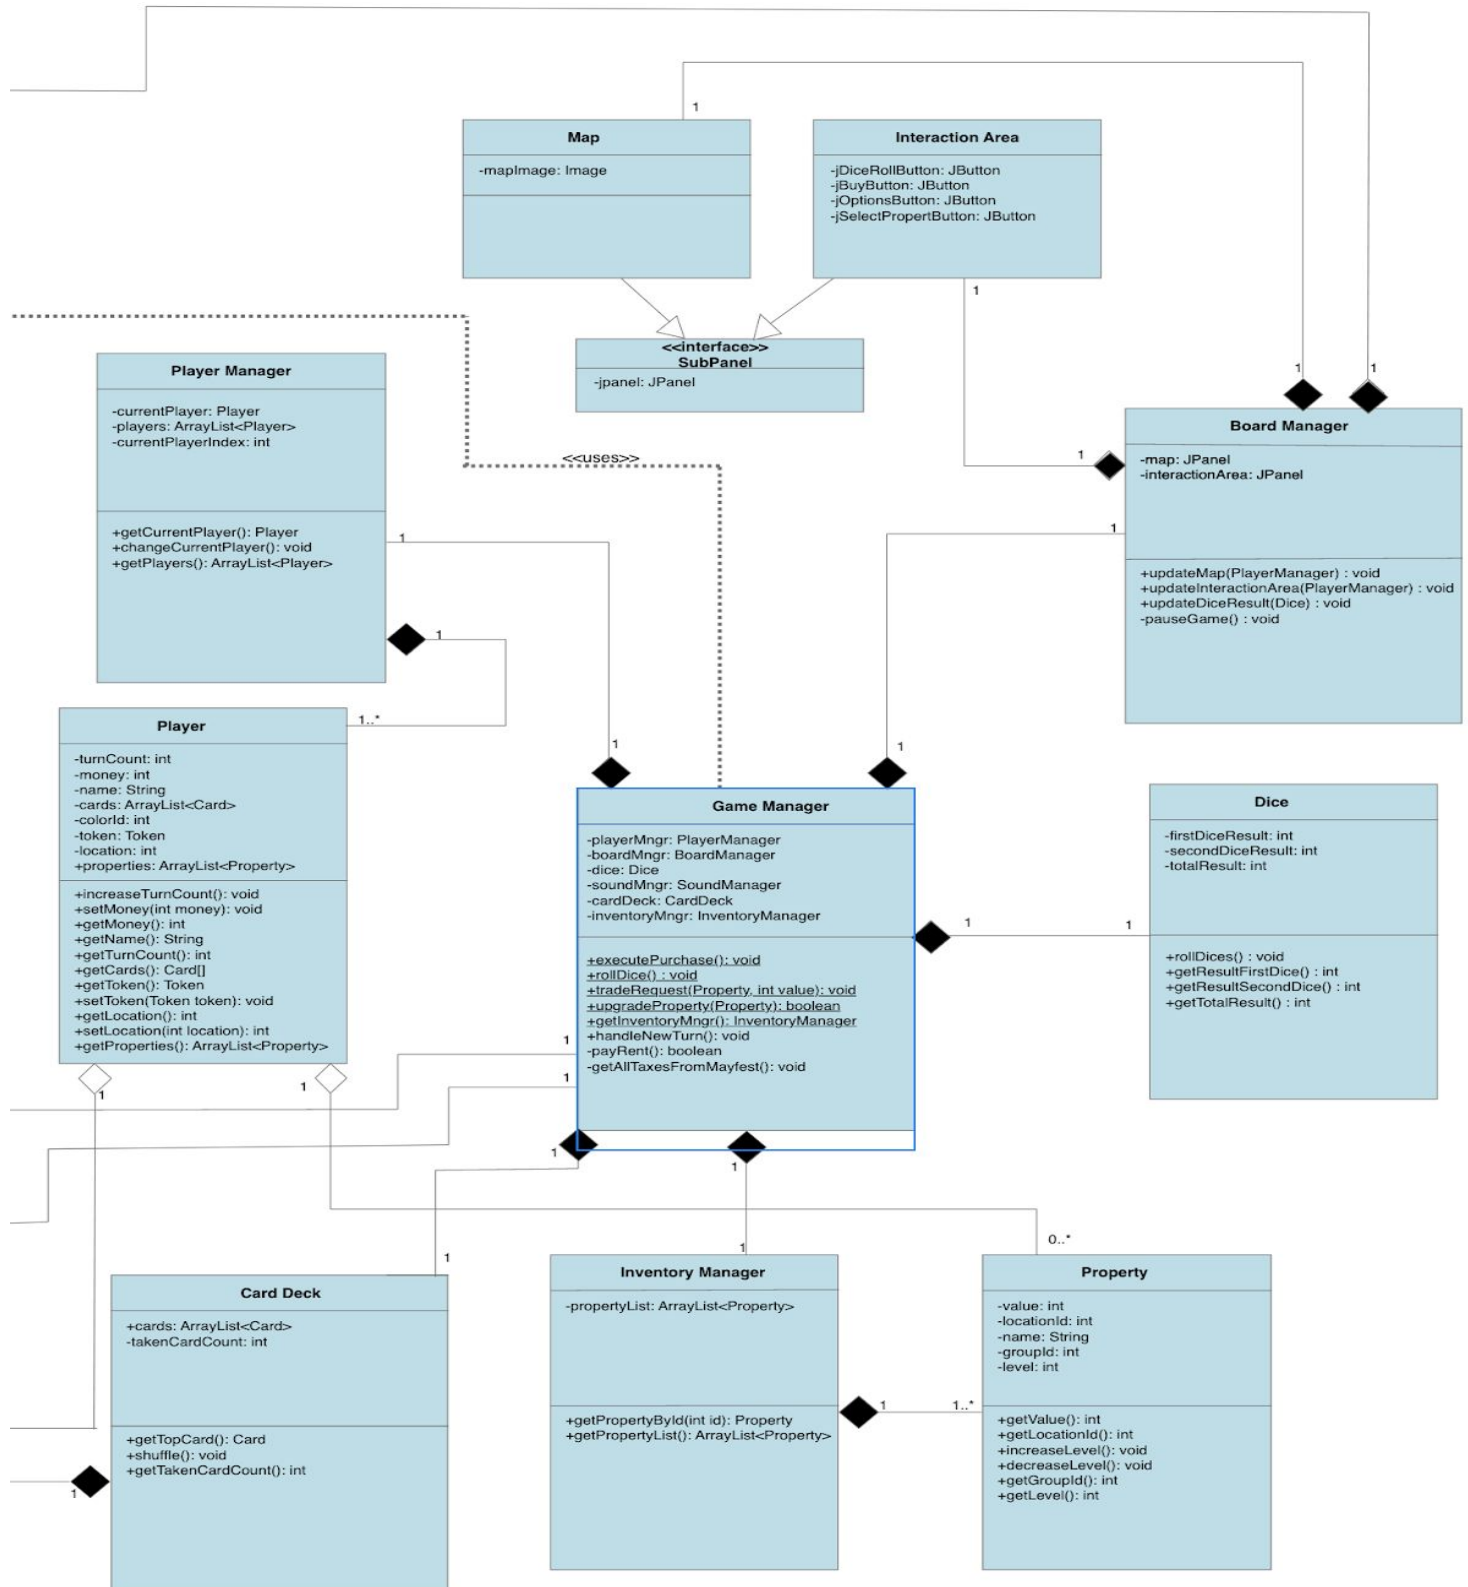 1
Map
-mapImage: Image
Interaction Area
-jDiceRollButton: JButton
-jBuyButton: JButton
-jOptionsButton: JButton
-jSelectPropertButton: JButton
1
<<interface>>
SubPanel
-jpanel: JPanel
Player Manager
-currentPlayer: Player
-players: ArrayList<Player>
-currentPlayerIndex: int
+getCurrentPlayer(): Player
+changeCurrentPlayer(): void
+getPlayers(): ArrayList<Player>
<<uses>>
1
1
1
Board Manager
-map: JPanel
-interactionArea: JPanel
+updateMap(PlayerManager) : void
+updateInteractionArea(PlayerManager) : void
+updateDiceResult(Dice) : void
-pauseGame() : void
1
1
1
1..*
Player
-turnCount: int
-money: int
-name: String
-cards: ArrayList<Card>
-colorId: int
-token: Token
-location: int
+properties: ArrayList<Property>
+increaseTurnCount(): void
+setMoney(int money): void
+getMoney(): int
+getName(): String
+getTurnCount(): int
+getCards(): Card[]
+getToken(): Token
+setToken(Token token): void
+getLocation(): int
+setLocation(int location): int
+getProperties(): ArrayList<Property>
1
1
1
1
Game Manager
-playerMngr: PlayerManager
-boardMngr: BoardManager
-dice: Dice
-soundMngr: SoundManager
-cardDeck: CardDeck
-inventoryMngr: InventoryManager
+executePurchase(): void
+rollDice() : void
+tradeRequest(Property, int value): void
+upgradeProperty(Property): boolean
+getInventoryMngr(): InventoryManager
+handleNewTurn(): void
-payRent(): boolean
-getAllTaxesFromMayfest(): void
1
1
Dice
-firstDiceResult: int
-secondDiceResult: int
-totalResult: int
+rollDices() : void
+getResultFirstDice() : int
+getResultSecondDice() : int
+getTotalResult() : int
1
1
1
1
1
1
0..*
Card Deck
+cards: ArrayList<Card>
-takenCardCount: int
+getTopCard(): Card
+shuffle(): void
+getTakenCardCount(): int
1
Inventory Manager
-propertyList: ArrayList<Property>
+getPropertyById(int id): Property
+getPropertyList(): ArrayList<Property>
1
1..*
Property
-value: int
-locationId: int
-name: String
-groupId: int
-level: int
+getValue(): int
+getLocationId(): int
+increaseLevel(): void
+decreaseLevel(): void
+getGroupId(): int
+getLevel(): int